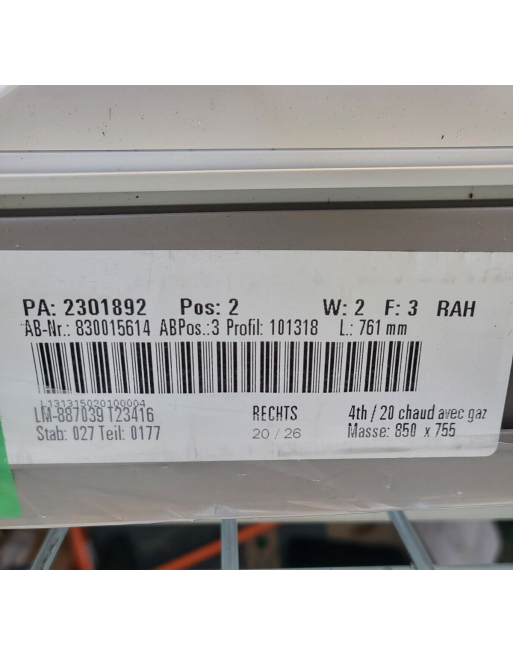 PA: 2301892 Pos: 2 W: 2 F: 3 RAH
AB-Nr.: 830015614 ABPos.:3 Profil: 101318 L.: 761 mm
L131315020100004
LM-887039 T23416 RECHTS 4th / 20 chaud avec gaz
Stab: 027 Teil: 0177 20 / 26 Masse: 850 x 755